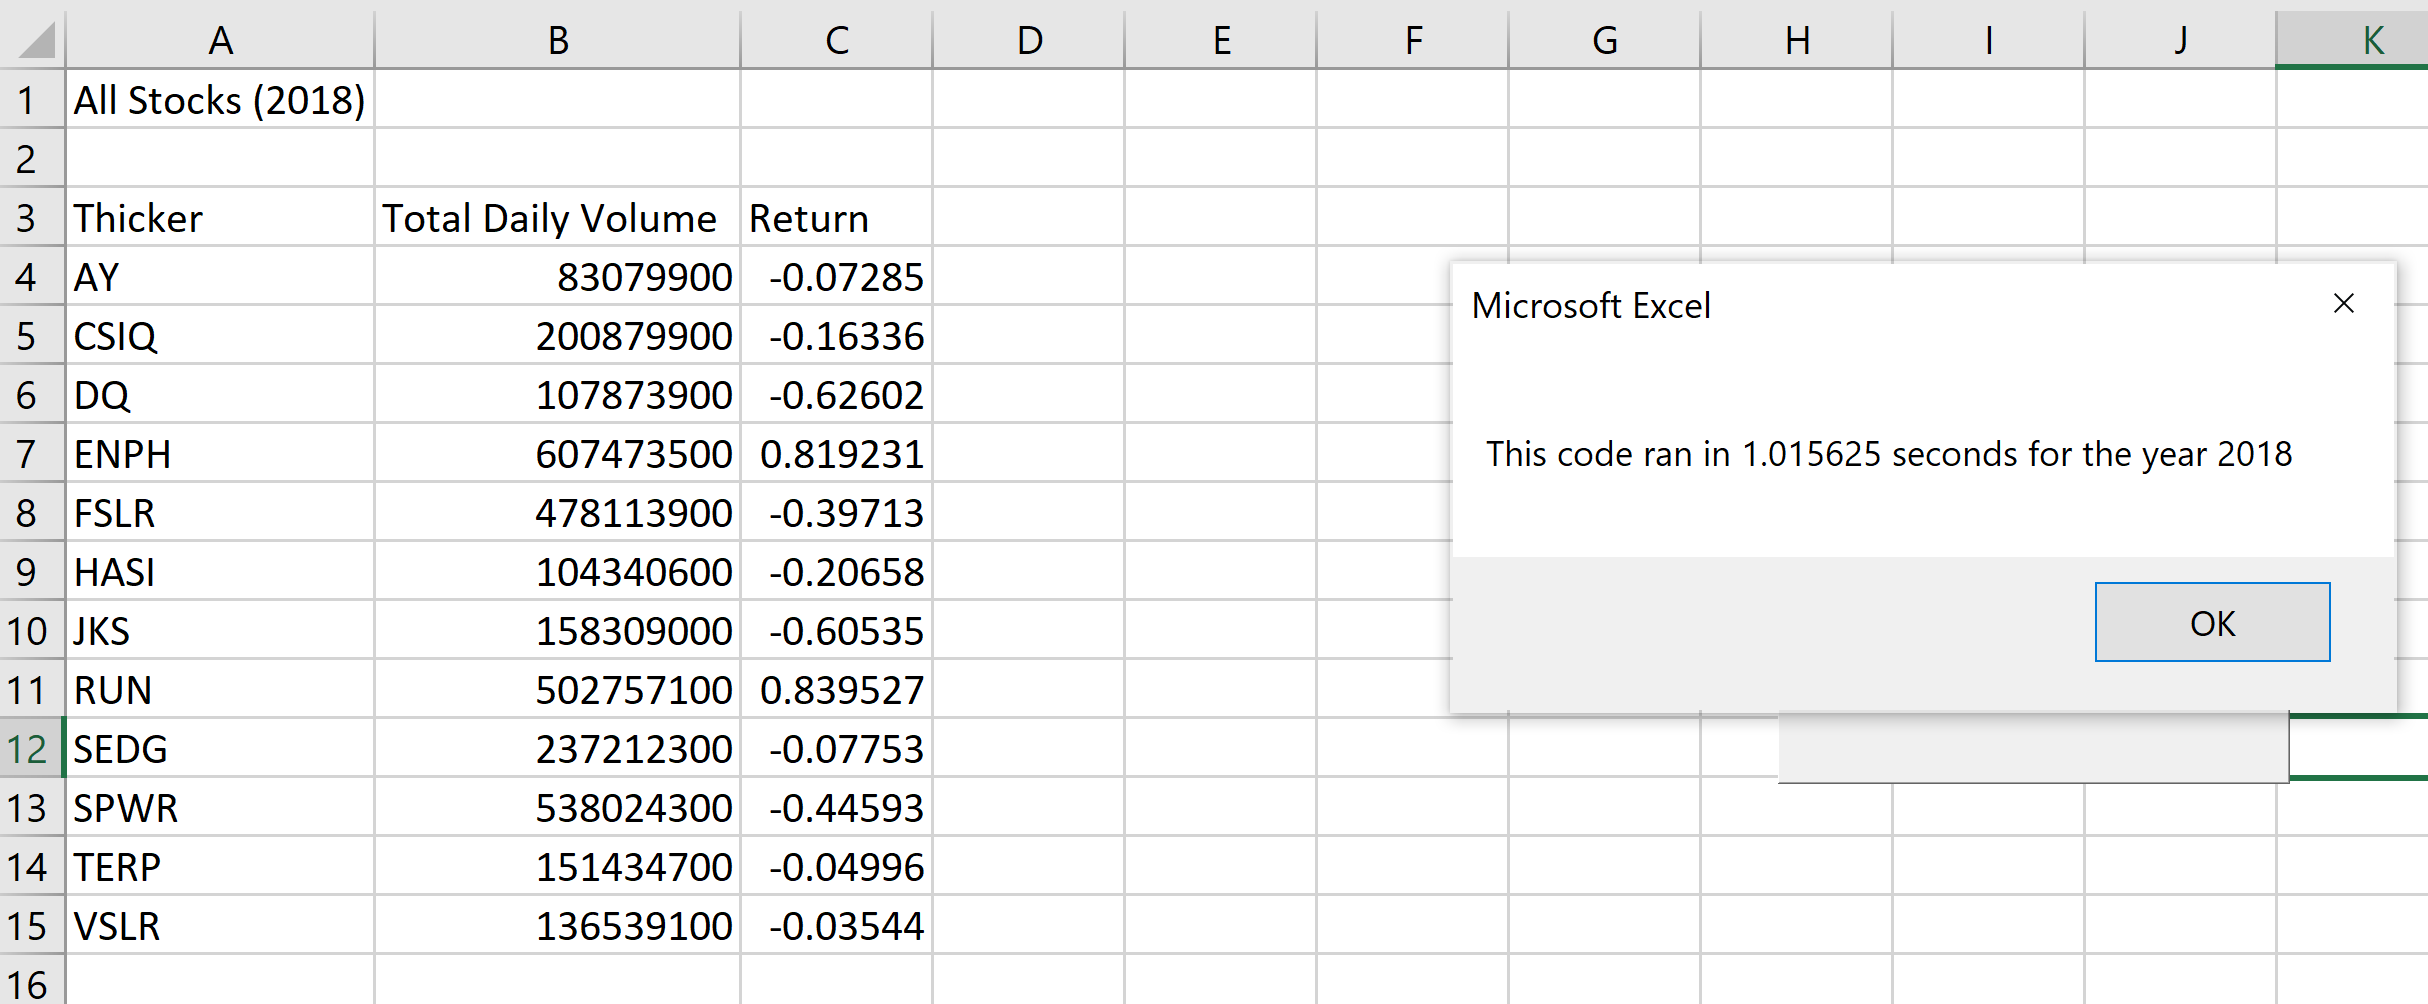 A B C D E F G H I J K
1 All Stocks (2018)
2
3 Thicker Total Daily Volume Return
4 AY 83079900 -0.07285
5 CSIQ 200879900 -0.16336
6 DQ 107873900 -0.62602
7 ENPH 607473500 0.819231
8 FSLR 478113900 -0.39713
9 HASI 104340600 -0.20658
10 JKS 158309000 -0.60535
11 RUN 502757100 0.839527
12 SEDG 237212300 -0.07753
13 SPWR 538024300 -0.44593
14 TERP 151434700 -0.04996
15 VSLR 136539100 -0.03544
16
Microsoft Excel
This code ran in 1.015625 seconds for the year 2018
OK